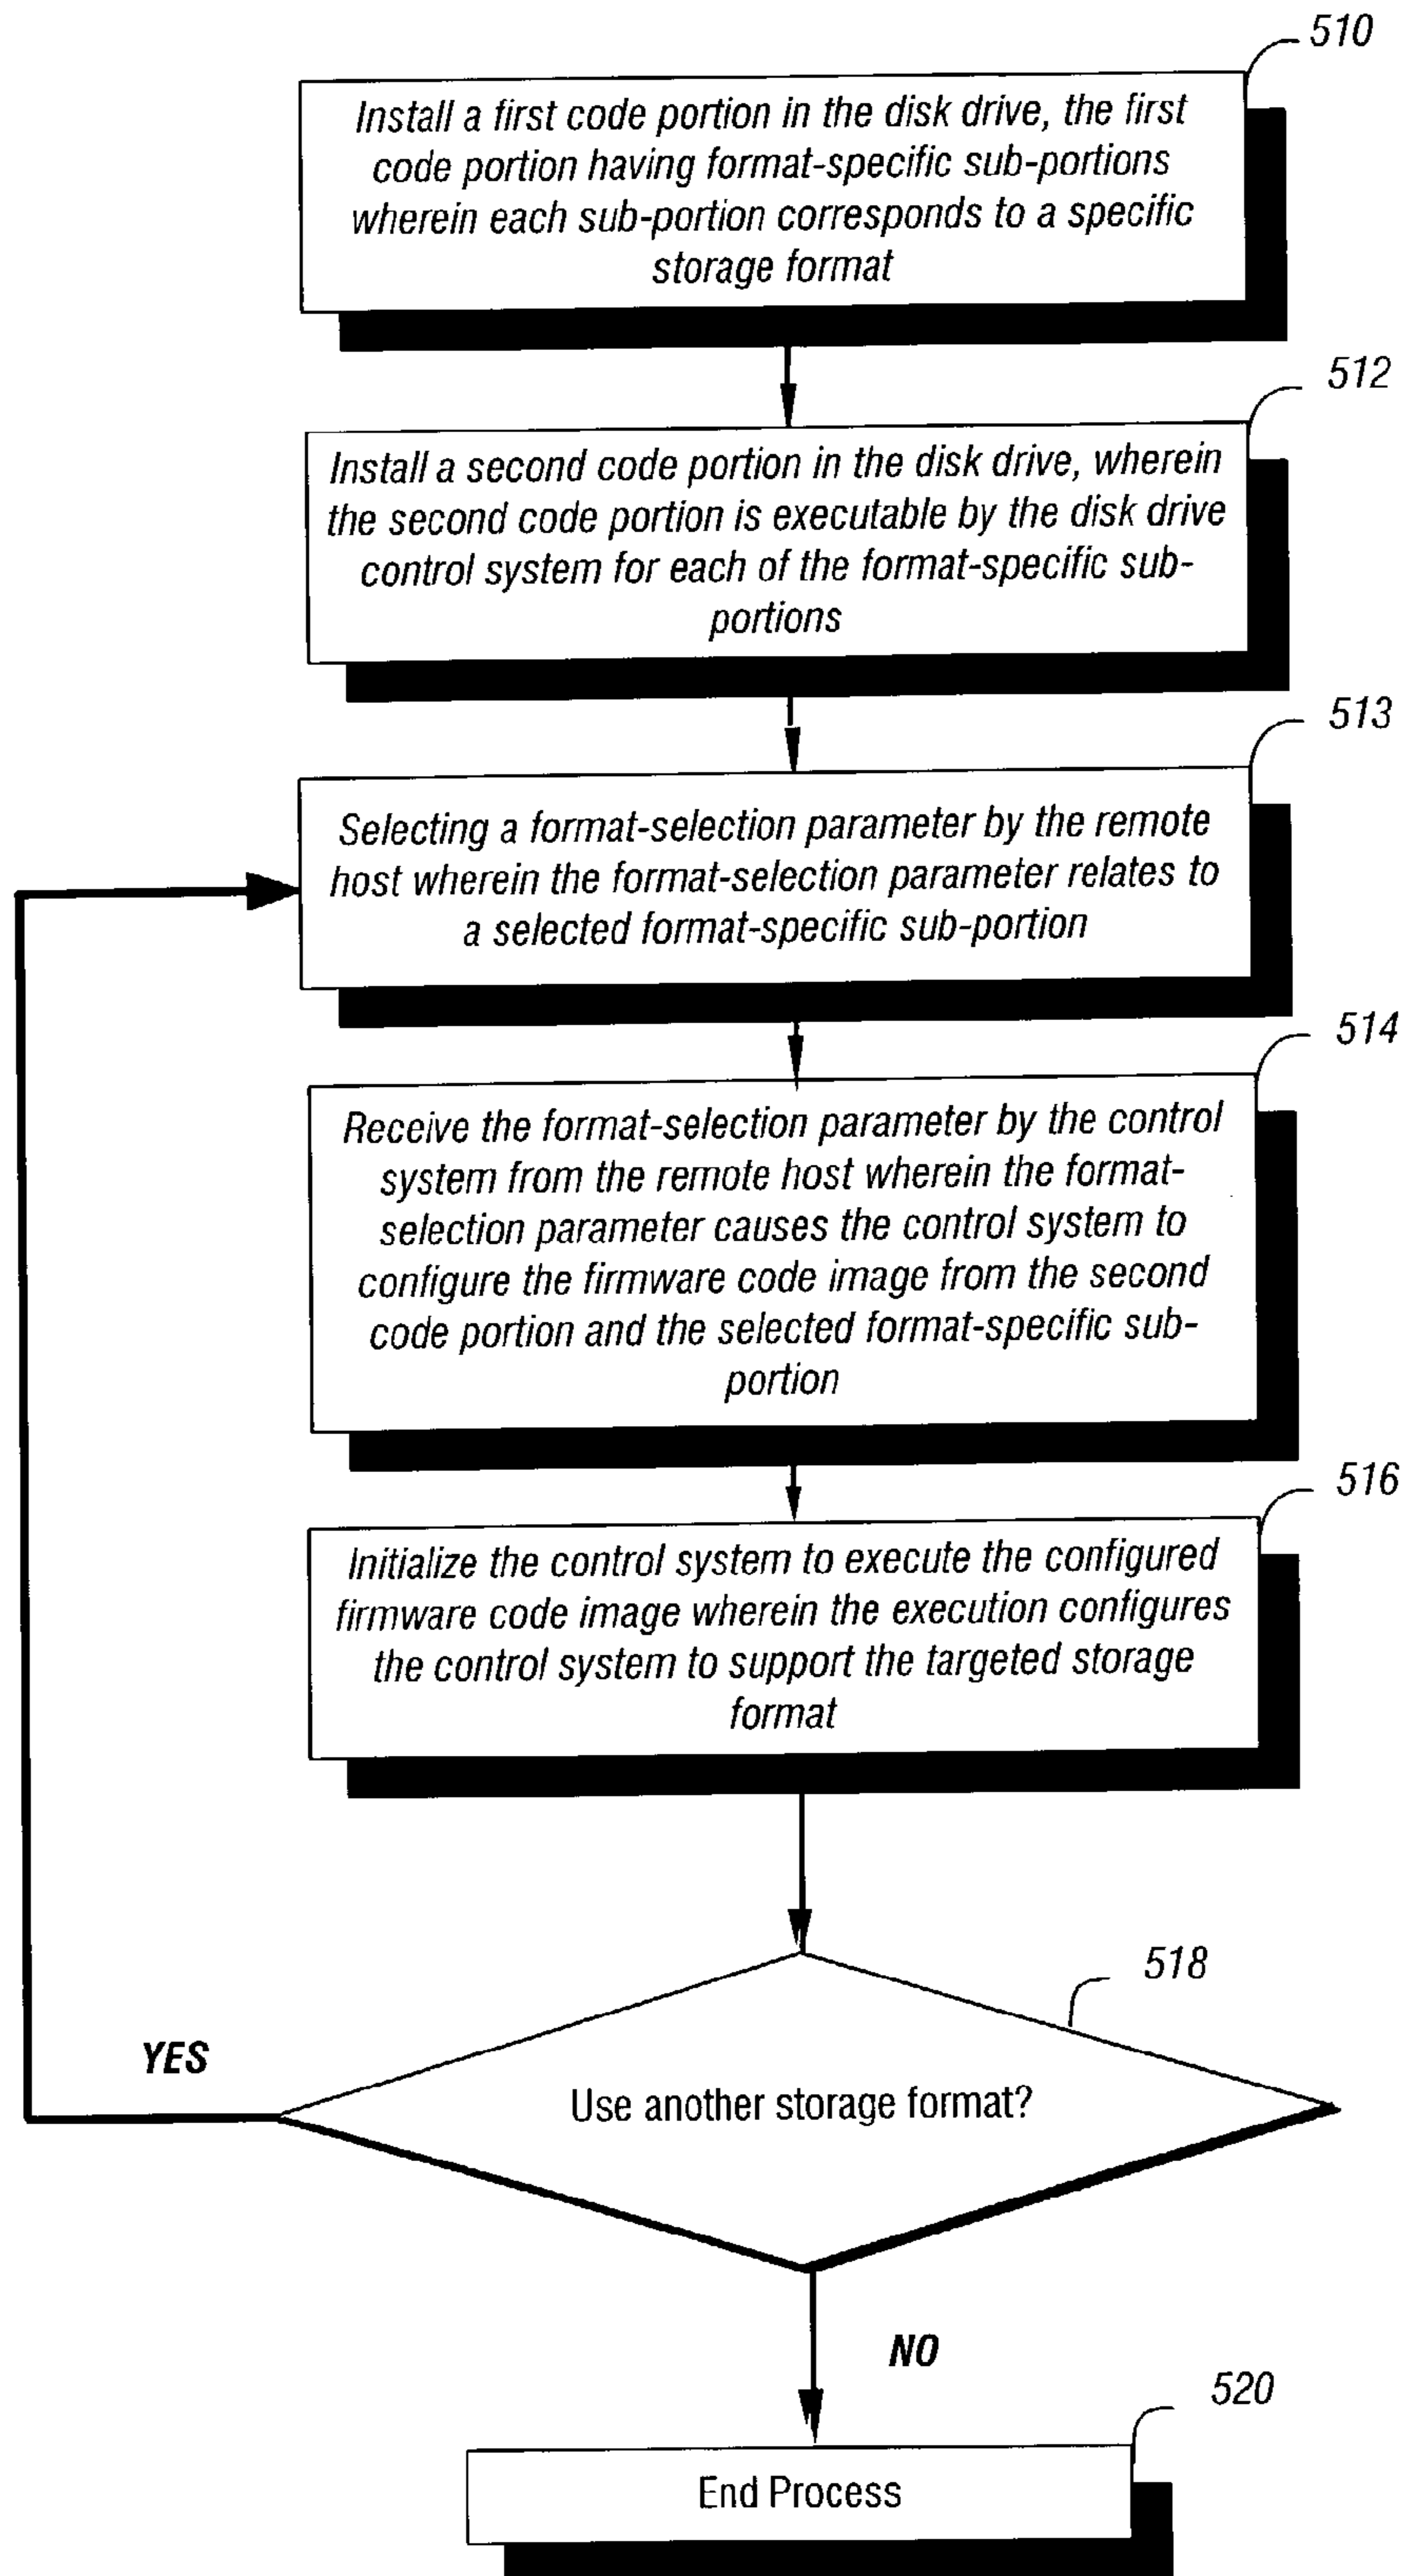 510
Install a first code portion in the disk drive, the first
code portion having format-specific sub-portions
wherein each sub-portion corresponds to a specific
storage format
512
Install a second code portion in the disk drive, wherein
the second code portion is executable by the disk drive
control system for each of the format-specific sub-
portions
513
Selecting a format-selection parameter by the remote
host wherein the format-selection parameter relates to
a selected format-specific sub-portion
514
Receive the format-selection parameter by the control
system from the remote host wherein the format-
selection parameter causes the control system to
configure the firmware code image from the second
code portion and the selected format-specific sub-
portion
516
Initialize the control system to execute the configured
firmware code image wherein the execution configures
the control system to support the targeted storage
format
518
YES
Use another storage format?
NO
520
End Process